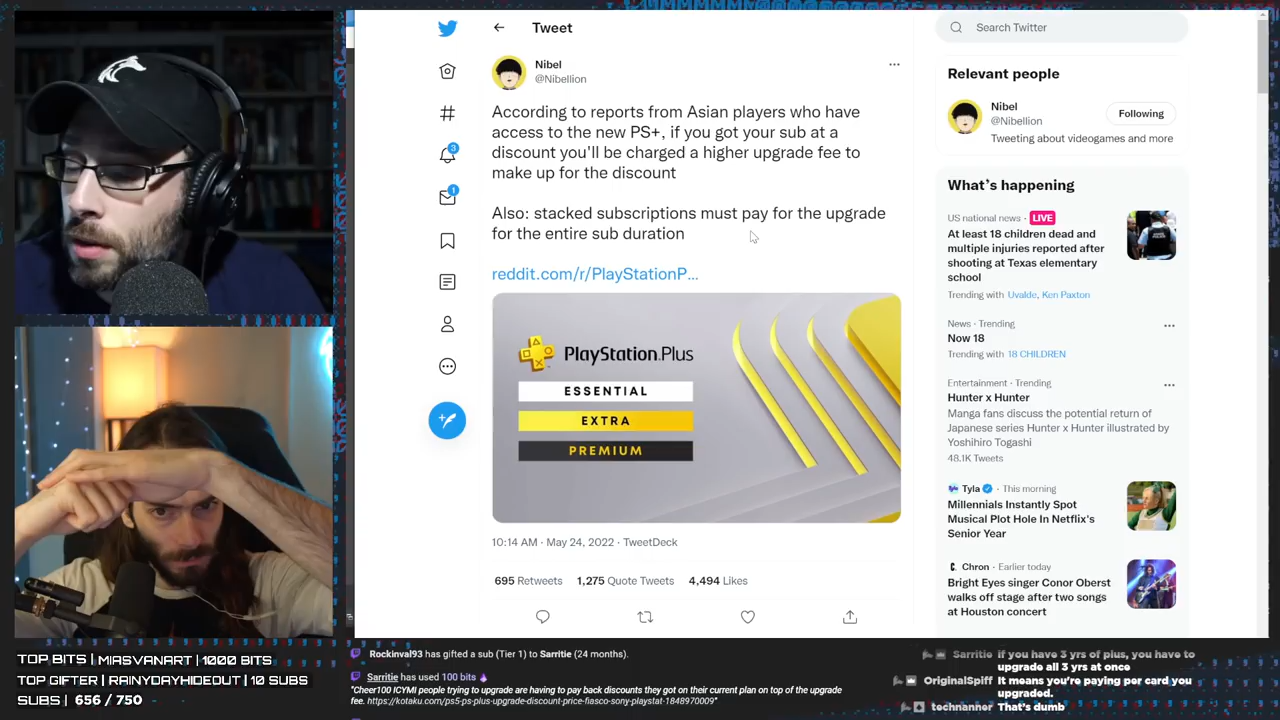 Tweet
Nibel
@Nibellion
According to reports from Asian players who have
access to the new PS+, if you got your sub at a
discount you'll be charged a higher upgrade fee to
make up for the discount
Also: stacked subscriptions must pay for the upgrade
for the entire sub duration
reddit.com/r/PlayStationP...
PlayStation.Plus
ESSENTIAL
EXTRA
PREMIUM
10:14 AM · May 24, 2022 · TweetDeck
695 Retweets 1,275 Quote Tweets 4,494 Likes
3
1
Search Twitter
Relevant people
Nibel
@Nibellion
Following
Tweeting about videogames and more
What's happening
US national news · LIVE
At least 18 children dead and
multiple injuries reported after
shooting at Texas elementary
school
Trending with Uvalde, Ken Paxton
News · Trending
Now 18
Trending with 18 CHILDREN
Entertainment · Trending
Hunter x Hunter
Manga fans discuss the potential return of
Japanese series Hunter x Hunter illustrated by
Yoshihiro Togashi
48.1K Tweets
Tyla · This morning
Millennials Instantly Spot
Musical Plot Hole In Netflix's
Senior Year
Chron · Earlier today
Bright Eyes singer Conor Oberst
walks off stage after two songs
at Houston concert
TOP BITS | MIASVANART | 1000 BITS
TOP GIFTER | RAINYDAYHIDEOUT | 10 SUBS
SUBS | 656 / 750
Rockinval93 has gifted a sub (Tier 1) to Sarritie (24 months).
Sarritie has used 100 bits
"Cheer100 ICYMI people trying to upgrade are having to pay back discounts they got on their current plan on top of the upgrade
fee. https://kotaku.com/ps5-ps-plus-upgrade-discount-price-fiasco-sony-playstat-1848970009"
Sarritie if you have 3 yrs of plus, you have to
upgrade all 3 yrs at once
OriginalSpiff It means you're paying per card you
upgraded.
technanner That's dumb